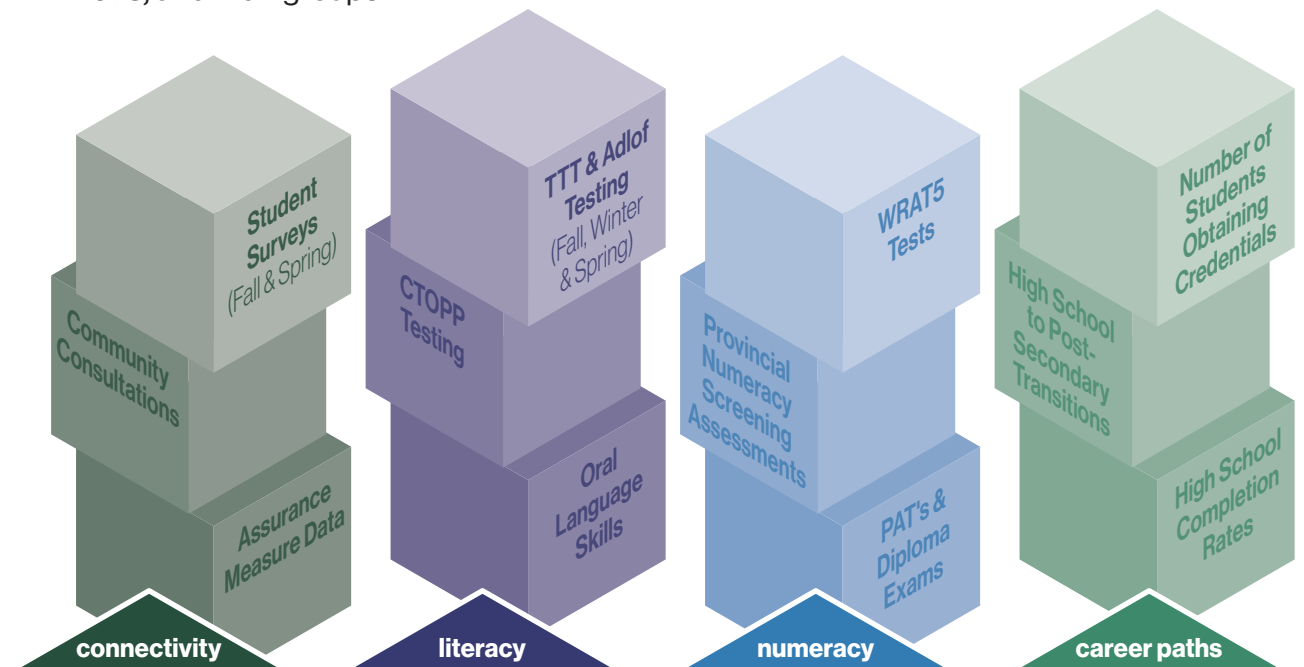 Student
Surveys
(Fall & Spring)
Community
Consultations
Assurance
Measure Data
connectivity
TTT & Adlof
Testing
(Fall, Winter
& Spring)
CTOPP
Testing
Oral
Language
Skills
literacy
WRAT5
Tests
Provincial
Numeracy
Screening
Assessments
PAT's &
Diploma
Exams
numeracy
Number of
Students
Obtaining
Credentials
High School
to Post-
Secondary
Transitions
High School
Completion
Rates
career paths